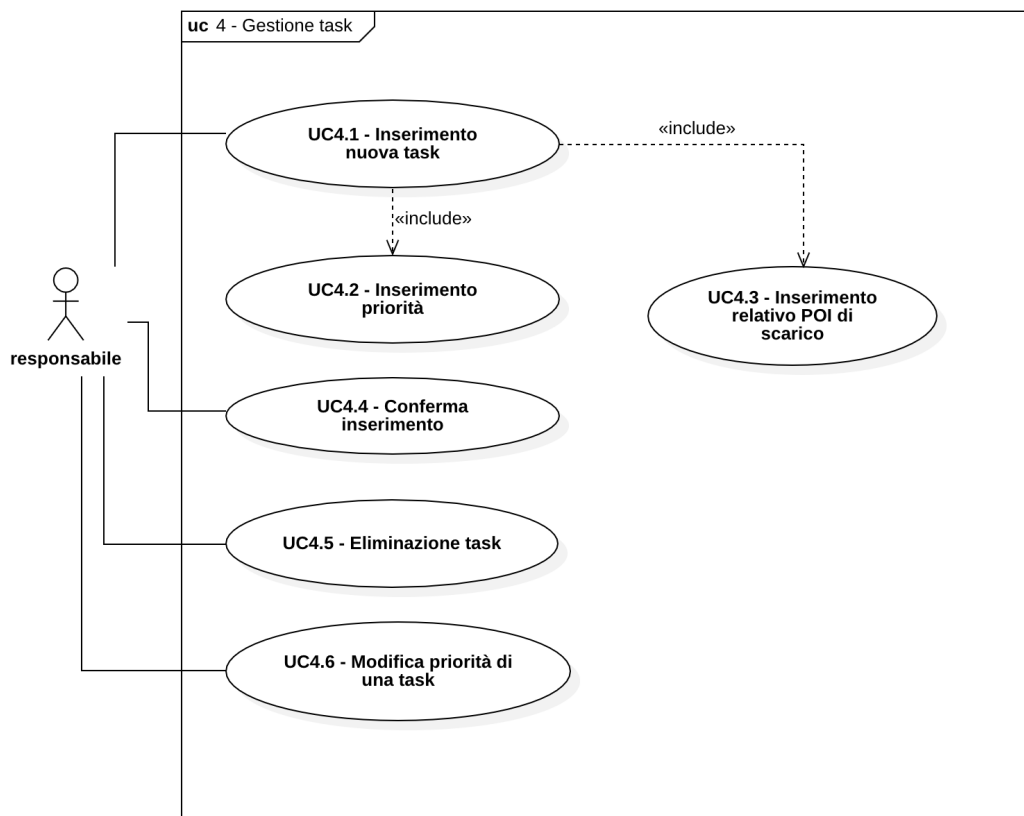 uc 4 - Gestione task
UC4.1 - Inserimento
nuova task
«include»
«include»
UC4.2 - Inserimento
priorità
UC4.3 - Inserimento
relativo POI di
scarico
responsabile
UC4.4 - Conferma
inserimento
UC4.5 - Eliminazione task
UC4.6 - Modifica priorità di
una task